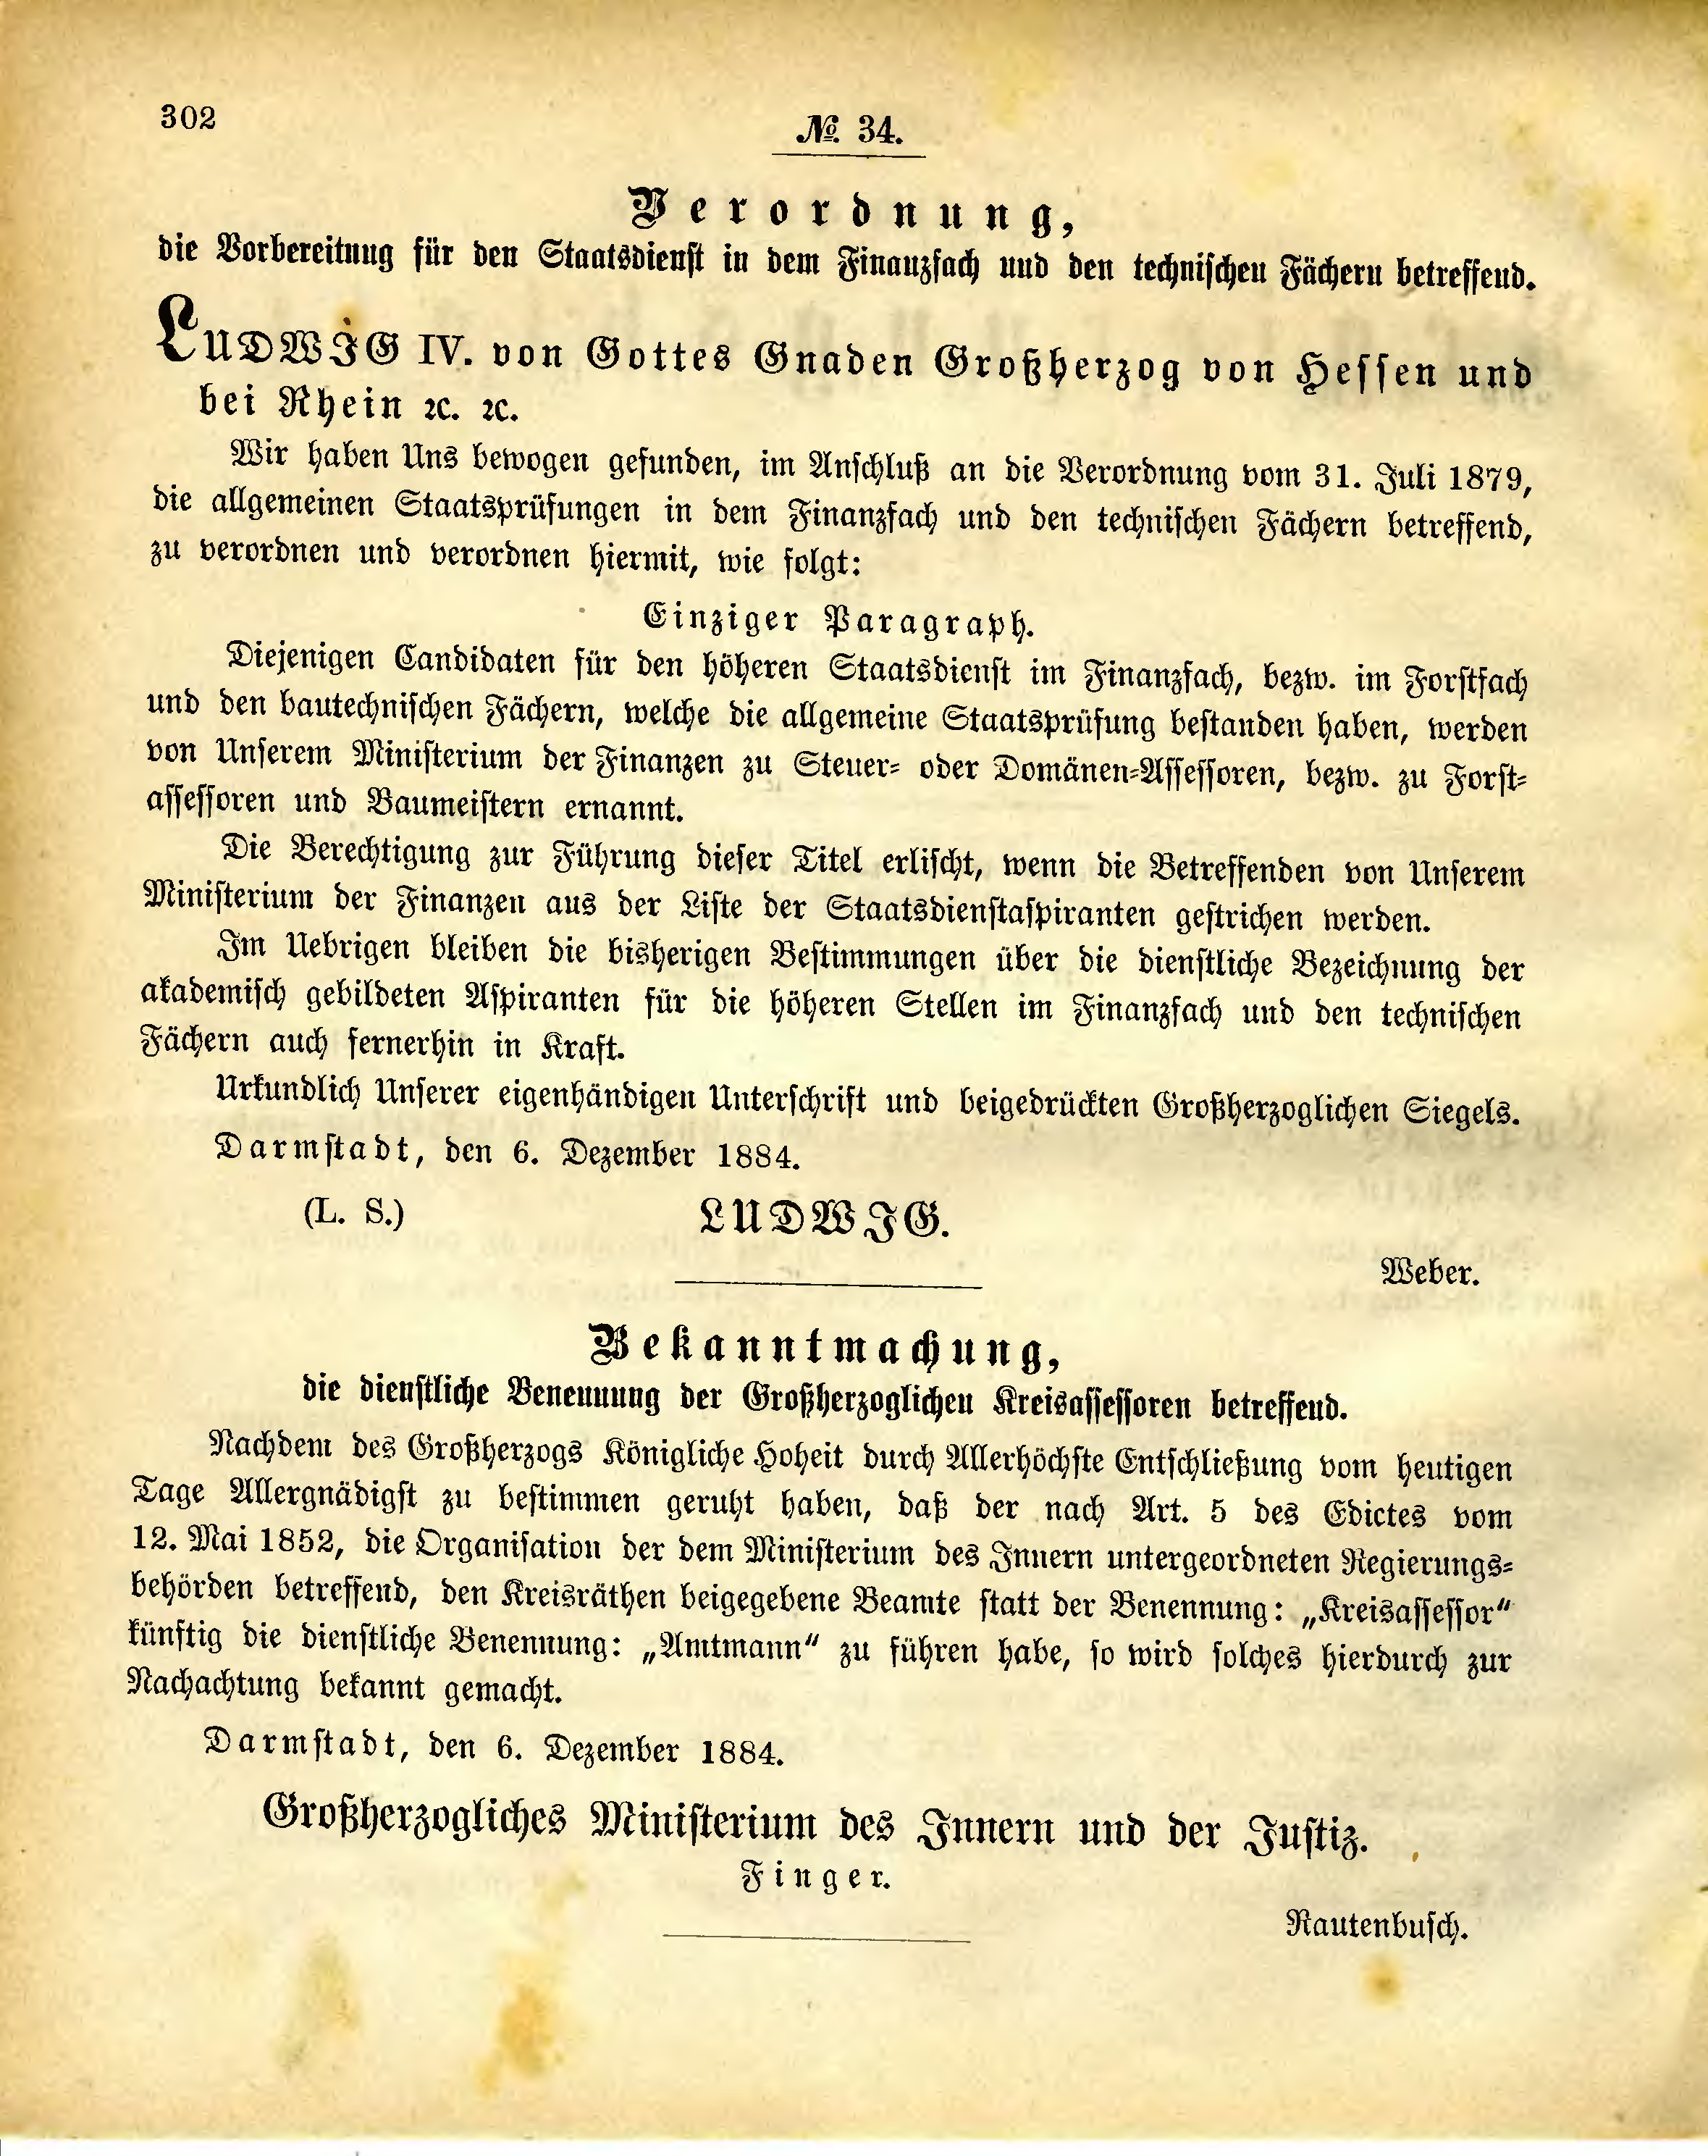 302
№ 34.
Verordnung,
die Vorbereitung für den Staatsdienst in dem Finanzfach und den technischen Fächern betreffend.
LUDWIG IV. von Gottes Gnaden Großherzog von Hessen und
bei Rhein ꝛc. ꝛc.
Wir haben Uns bewogen gefunden, im Anschluß an die Verordnung vom 31. Juli 1879,
die allgemeinen Staatsprüfungen in dem Finanzfach und den technischen Fächern betreffend,
zu verordnen und verordnen hiermit, wie folgt:
Einziger Paragraph.
Diejenigen Candidaten für den höheren Staatsdienst im Finanzfach, bezw. im Forstfach
und den bautechnischen Fächern, welche die allgemeine Staatsprüfung bestanden haben, werden
von Unserem Ministerium der Finanzen zu Steuer- oder Domänen-Assessoren, bezw. zu Forst-
assessoren und Baumeistern ernannt.
Die Berechtigung zur Führung dieser Titel erlischt, wenn die Betreffenden von Unserem
Ministerium der Finanzen aus der Liste der Staatsdienstaspiranten gestrichen werden.
Im Uebrigen bleiben die bisherigen Bestimmungen über die dienstliche Bezeichnung der
akademisch gebildeten Aspiranten für die höheren Stellen im Finanzfach und den technischen
Fächern auch fernerhin in Kraft.
Urkundlich Unserer eigenhändigen Unterschrift und beigedrückten Großherzoglichen Siegels.
Darmstadt, den 6. Dezember 1884.
(L. S.) LUDWIG.
Weber.
Bekanntmachung,
die dienstliche Benennung der Großherzoglichen Kreisassessoren betreffend.
Nachdem des Großherzogs Königliche Hoheit durch Allerhöchste Entschließung vom heutigen
Tage Allergnädigst zu bestimmen geruht haben, daß der nach Art. 5 des Edictes vom
12. Mai 1852, die Organisation der dem Ministerium des Innern untergeordneten Regierungs-
behörden betreffend, den Kreisräthen beigegebene Beamte statt der Benennung: „Kreisassessor“
künftig die dienstliche Benennung: „Amtmann“ zu führen habe, so wird solches hierdurch zur
Nachachtung bekannt gemacht.
Darmstadt, den 6. Dezember 1884.
Großherzogliches Ministerium des Innern und der Justiz.
Finger.
Rautenbusch.